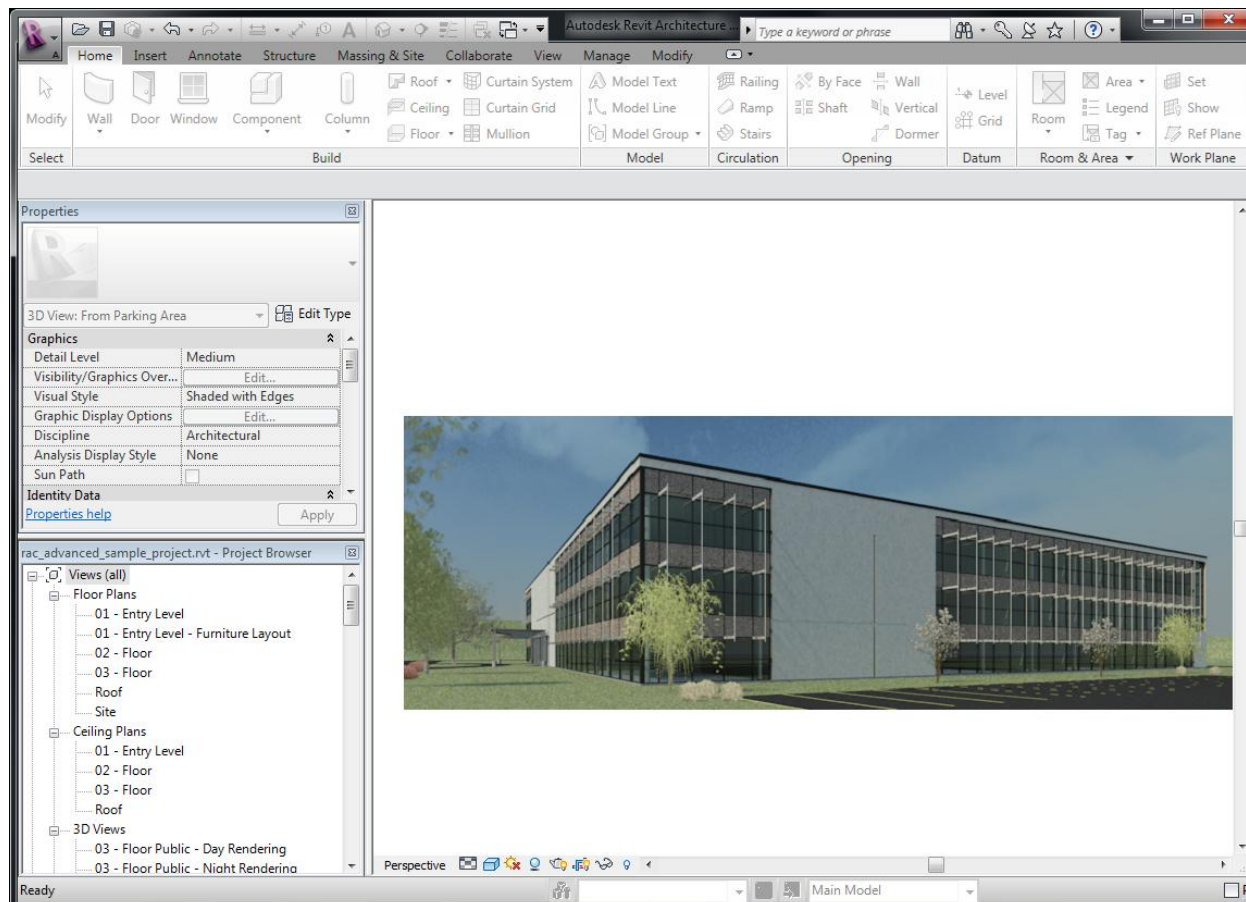 Autodesk Revit Architecture ...
Type a keyword or phrase
A
Home Insert Annotate Structure Massing & Site Collaborate View Manage Modify
Roof Curtain System Model Text Railing By Face Wall Set
Modify Wall Door Window Component Column Ceiling Curtain Grid Model Line Ramp Shaft Vertical Level Grid Room Area Legend Show
Floor Mullion Model Group Stairs Dormer Tag Ref Plane
Select Build Model Circulation Opening Datum Room & Area Work Plane
Properties
3D View: From Parking Area Edit Type
Graphics
Detail Level Medium
Visibility/Graphics Over... Edit...
Visual Style Shaded with Edges
Graphic Display Options Edit...
Discipline Architectural
Analysis Display Style None
Sun Path
Identity Data
Properties help Apply
rac_advanced_sample_project.rvt - Project Browser
Views (all)
Floor Plans
01 - Entry Level
01 - Entry Level - Furniture Layout
02 - Floor
03 - Floor
Roof
Site
Ceiling Plans
01 - Entry Level
02 - Floor
03 - Floor
Roof
3D Views
03 - Floor Public - Day Rendering
03 - Floor Public - Night Rendering
Perspective
Ready Main Model